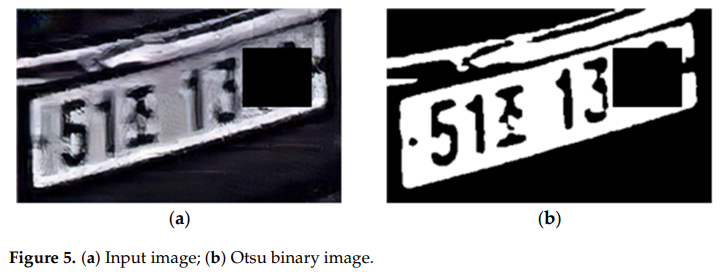 51 13
51 13
(a) (b)
Figure 5. (a) Input image; (b) Otsu binary image.